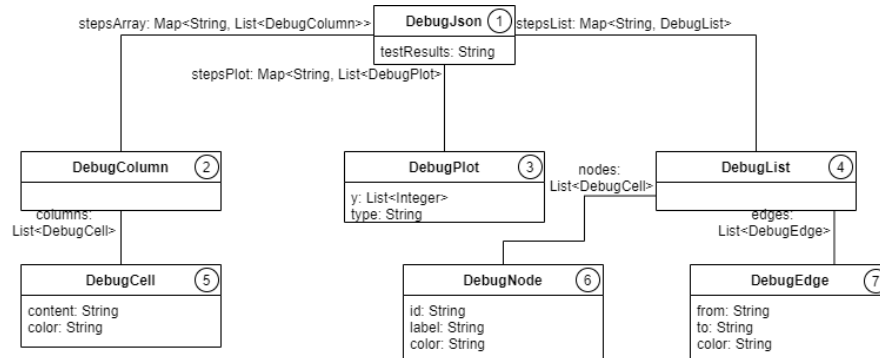 DebugJson 1
stepsArray: Map<String, List<DebugColumn>>
stepsList: Map<String, DebugList>
testResults: String
stepsPlot: Map<String, List<DebugPlot>
DebugColumn 2
DebugPlot 3
y: List<Integer>
type: String
DebugList 4
nodes:
List<DebugCell>
columns:
List<DebugCell>
edges:
List<DebugEdge>
DebugCell 5
content: String
color: String
DebugNode 6
id: String
label: String
color: String
DebugEdge 7
from: String
to: String
color: String